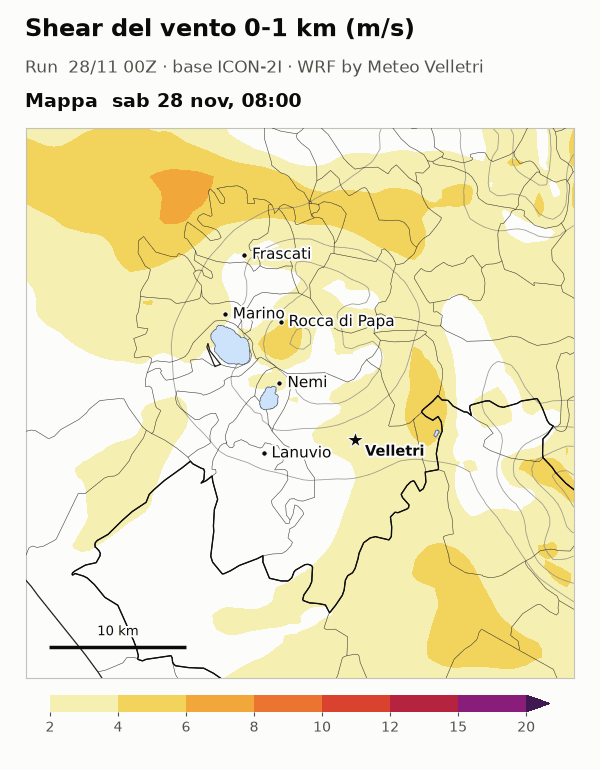 Shear del vento 0-1 km (m/s)
Run  28/11 00Z · base ICON-2I · WRF by Meteo Velletri
Mappa  sab 28 nov, 08:00
Frascati
Marino
Rocca di Papa
Nemi
Velletri
Lanuvio
10 km
2 4 6 8 10 12 15 20